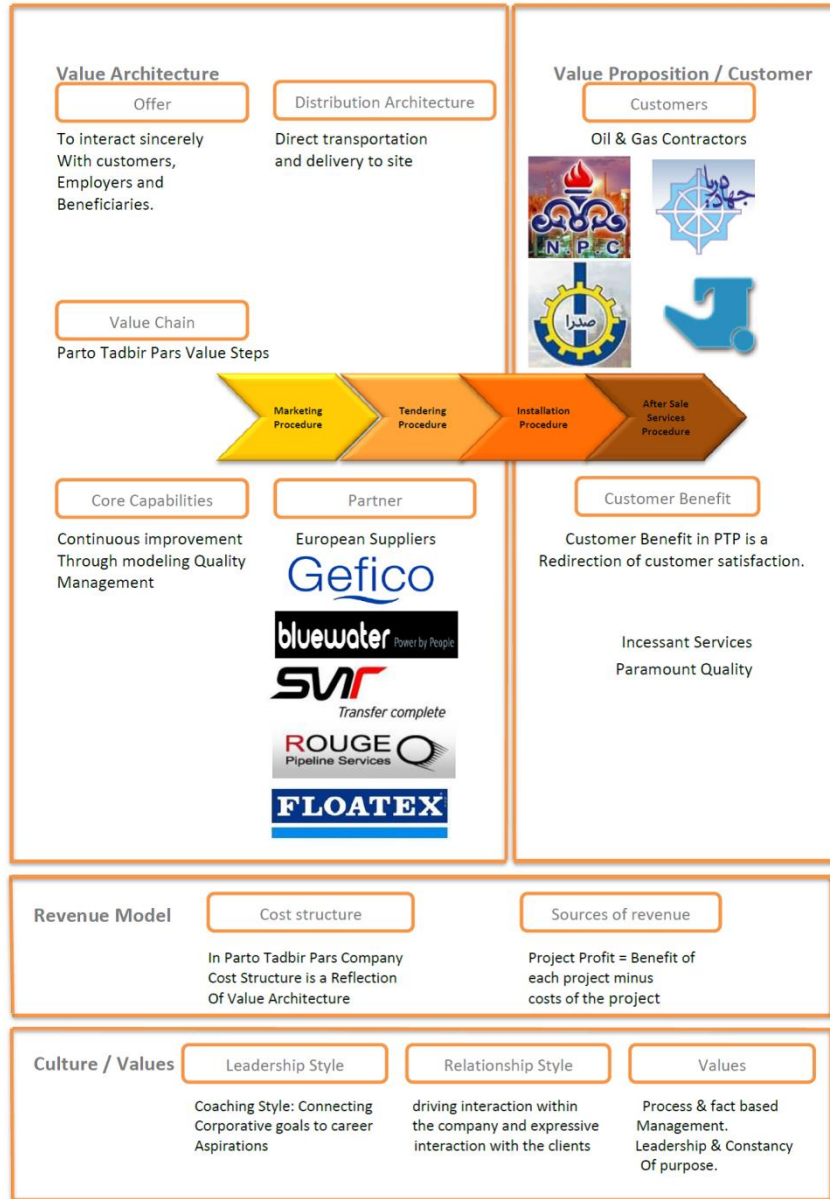 Value Architecture
Offer
To interact sincerely
With customers,
Employers and
Beneficiaries.
Distribution Architecture
Direct transportation
and delivery to site
Value Proposition / Customer
Customers
Oil & Gas Contractors
N.P.C
جهاد دریا
صدرا
Value Chain
Parto Tadbir Pars Value Steps
Marketing
Procedure
Tendering
Procedure
Installation
Procedure
After Sale
Services
Procedure
Core Capabilities
Continuous improvement
Through modeling Quality
Management
Partner
European Suppliers
Gefico
bluewater Power by People
SVT
Transfer complete
ROUGE
Pipeline Services
FLOATEX
Customer Benefit
Customer Benefit in PTP is a
Redirection of customer satisfaction.
Incessant Services
Paramount Quality
Revenue Model
Cost structure
In Parto Tadbir Pars Company
Cost Structure is a Reflection
Of Value Architecture
Sources of revenue
Project Profit = Benefit of
each project minus
costs of the project
Culture / Values
Leadership Style
Coaching Style: Connecting
Corporative goals to career
Aspirations
Relationship Style
driving interaction within
the company and expressive
interaction with the clients
Values
Process & fact based
Management.
Leadership & Constancy
Of purpose.